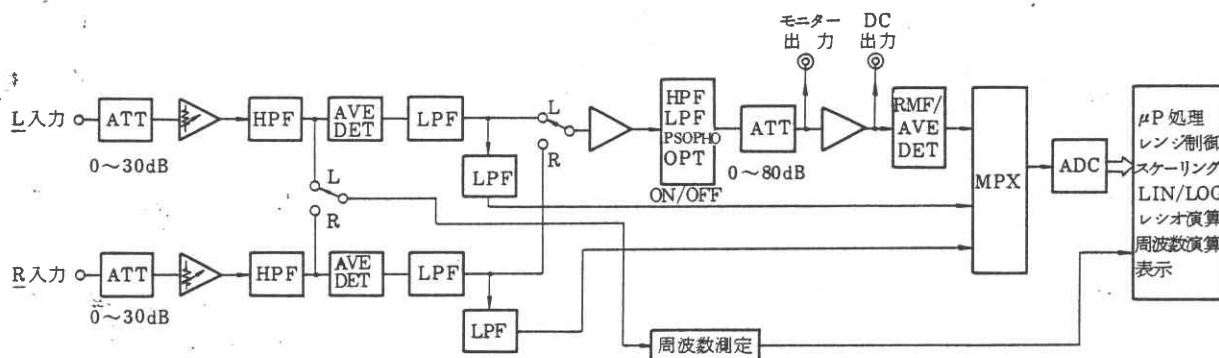 モニター
出力
DC
出力
L入力
ATT
0～30dB
HPF
AVE
DET
LPF
LPF
L
R
L
R
HPF
LPF
PSOPHO
OPT
ON/OFF
ATT
0～80dB
RMF/
AVE
DET
MPX
ADC
μP処理
レンジ制御
スケーリング
LIN/LOG
レシオ演算
周波数演算
表示
R入力
ATT
0～30dB
HPF
AVE
DET
LPF
LPF
周波数測定